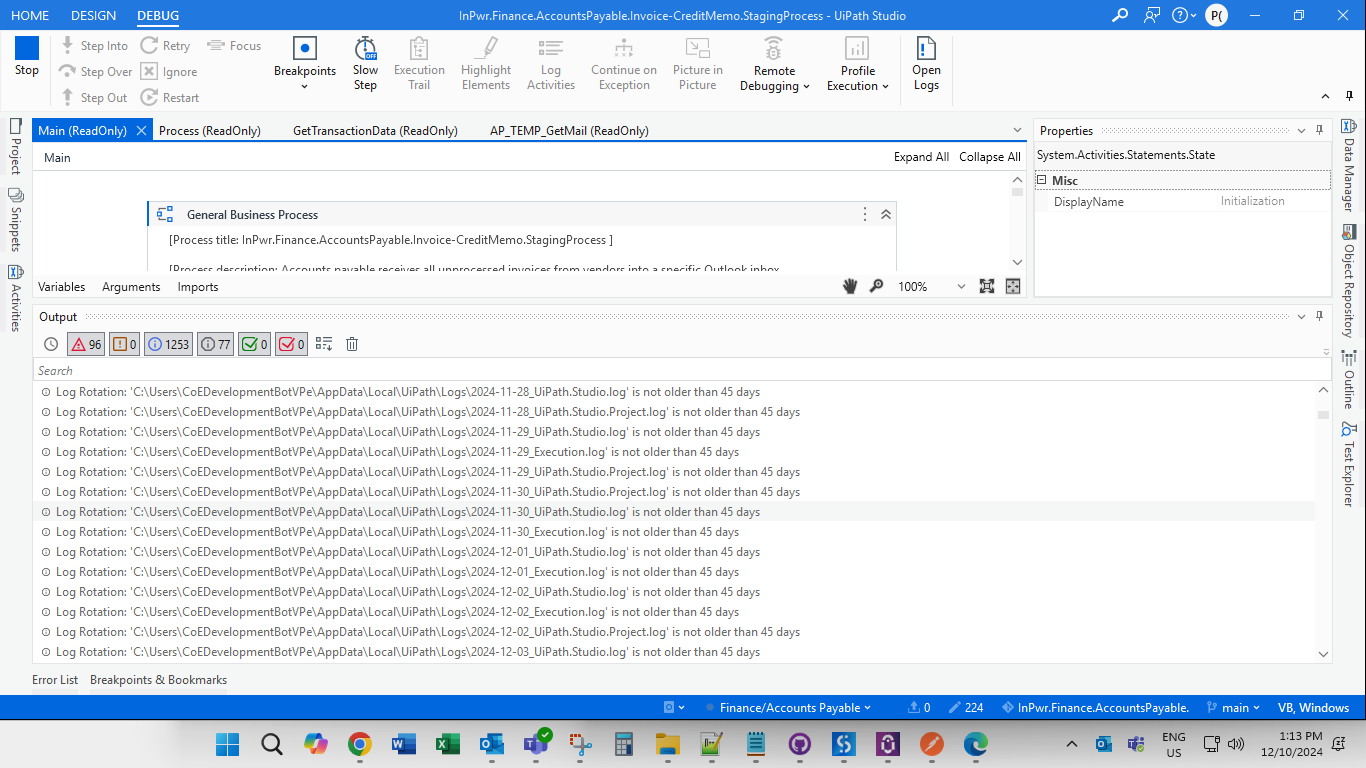 HOME DESIGN DEBUG InPwr.Finance.AccountsPayable.Invoice-CreditMemo.StagingProcess - UiPath Studio P(
Stop
Step Into Retry Focus
Step Over Ignore
Step Out Restart
Breakpoints
Slow Step
Execution Trail
Highlight Elements
Log Activities
Continue on Exception
Picture in Picture
Remote Debugging
Profile Execution
Open Logs
Main (ReadOnly) Process (ReadOnly) GetTransactionData (ReadOnly) AP_TEMP_GetMail (ReadOnly)
Main Expand All Collapse All
General Business Process
[Process title: InPwr.Finance.AccountsPayable.Invoice-CreditMemo.StagingProcess ]
[Process description: Accounts payable receives all unprocessed invoices from vendors into a specific Outlook inbox
Variables Arguments Imports 100%
Properties
System.Activities.Statements.State
Misc
DisplayName Initialization
Project
Snippets
Activities
Data Manager
Object Repository
Outline
Test Explorer
Output
96 0 1253 77 0 0
Search
Log Rotation: 'C:\Users\CoEDevelopmentBotVPe\AppData\Local\UiPath\Logs\2024-11-28_UiPath.Studio.log' is not older than 45 days
Log Rotation: 'C:\Users\CoEDevelopmentBotVPe\AppData\Local\UiPath\Logs\2024-11-28_UiPath.Studio.Project.log' is not older than 45 days
Log Rotation: 'C:\Users\CoEDevelopmentBotVPe\AppData\Local\UiPath\Logs\2024-11-29_UiPath.Studio.log' is not older than 45 days
Log Rotation: 'C:\Users\CoEDevelopmentBotVPe\AppData\Local\UiPath\Logs\2024-11-29_Execution.log' is not older than 45 days
Log Rotation: 'C:\Users\CoEDevelopmentBotVPe\AppData\Local\UiPath\Logs\2024-11-29_UiPath.Studio.Project.log' is not older than 45 days
Log Rotation: 'C:\Users\CoEDevelopmentBotVPe\AppData\Local\UiPath\Logs\2024-11-30_UiPath.Studio.Project.log' is not older than 45 days
Log Rotation: 'C:\Users\CoEDevelopmentBotVPe\AppData\Local\UiPath\Logs\2024-11-30_UiPath.Studio.log' is not older than 45 days
Log Rotation: 'C:\Users\CoEDevelopmentBotVPe\AppData\Local\UiPath\Logs\2024-11-30_Execution.log' is not older than 45 days
Log Rotation: 'C:\Users\CoEDevelopmentBotVPe\AppData\Local\UiPath\Logs\2024-12-01_UiPath.Studio.log' is not older than 45 days
Log Rotation: 'C:\Users\CoEDevelopmentBotVPe\AppData\Local\UiPath\Logs\2024-12-01_Execution.log' is not older than 45 days
Log Rotation: 'C:\Users\CoEDevelopmentBotVPe\AppData\Local\UiPath\Logs\2024-12-02_UiPath.Studio.log' is not older than 45 days
Log Rotation: 'C:\Users\CoEDevelopmentBotVPe\AppData\Local\UiPath\Logs\2024-12-02_Execution.log' is not older than 45 days
Log Rotation: 'C:\Users\CoEDevelopmentBotVPe\AppData\Local\UiPath\Logs\2024-12-02_UiPath.Studio.Project.log' is not older than 45 days
Log Rotation: 'C:\Users\CoEDevelopmentBotVPe\AppData\Local\UiPath\Logs\2024-12-03_UiPath.Studio.log' is not older than 45 days
Error List Breakpoints & Bookmarks
Finance/Accounts Payable 0 224 InPwr.Finance.AccountsPayable. main VB, Windows
ENG US
1:13 PM
12/10/2024